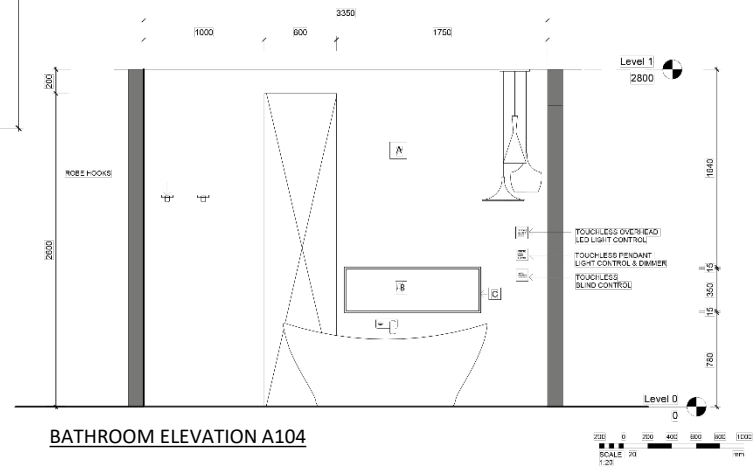 3350
1000
600
1750
Level 1
2800
200
A
ROBE HOOKS
1640
TOUCHLESS OVERHEAD
LED LIGHT CONTROL
TOUCHLESS PENDANT
LIGHT CONTROL & DIMMER
TOUCHLESS
BLIND CONTROL
2600
15
B
350
C
15
780
Level 0
0
BATHROOM ELEVATION A104
200 0 200 400 600 800 1000
SCALE 20 mm
1:20